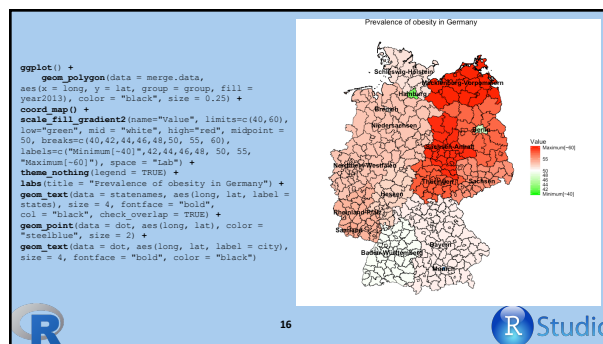 ggplot() +
geom_polygon(data = merge.data,
aes(x = long, y = lat, group = group, fill =
year2013), color = "black", size = 0.25) +
coord_map() +
scale_fill_gradient2(name="Value", limits=c(40,60),
low="green", mid = "white", high="red", midpoint =
50, breaks=c(40,42,44,46,48,50, 55, 60),
labels=c("Minimum[~40]",42,44,46,48, 50, 55,
"Maximum[~60]"), space = "Lab") +
theme_nothing(legend = TRUE) +
labs(title = "Prevalence of obesity in Germany") +
geom_text(data = statenames, aes(long, lat, label =
states), size = 4, fontface = "bold",
col = "black", check_overlap = TRUE) +
geom_point(data = dot, aes(long, lat), color =
"steelblue", size = 2) +
geom_text(data = dot, aes(long, lat, label = city),
size = 4, fontface = "bold", color = "black")
Prevalence of obesity in Germany
Schleswig-Holstein
Mecklenburg-Vorpommern
Hamburg
Bremen
Niedersachsen
Berlin
Sachsen-Anhalt
Nordrhein-Westfalen
Thüringen
Sachsen
Hessen
Rheinland-Pfalz
Saarland
Bayern
Baden-Württemberg
Munich
Value
Maximum[~60]
55
50
48
46
44
42
Minimum[~40]
R
16
R Studio